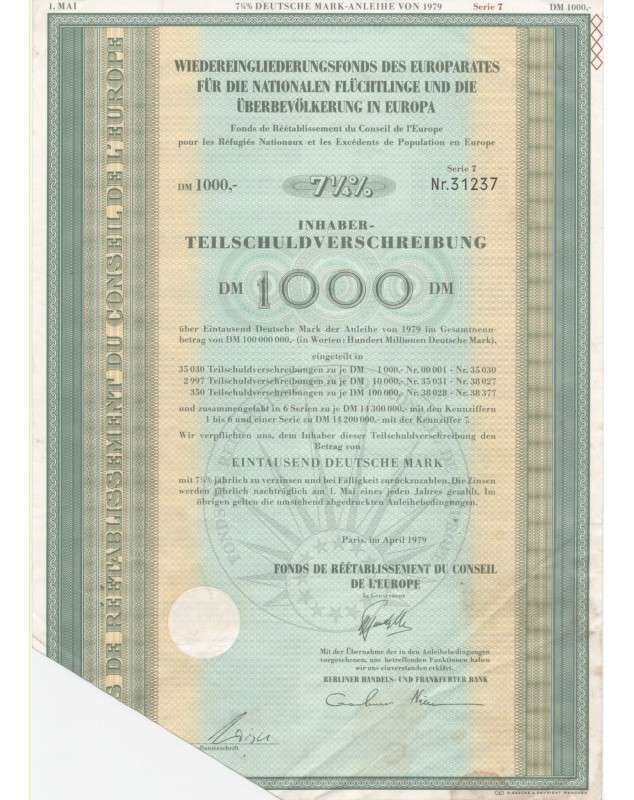 1. MAI 7¼% DEUTSCHE MARK-ANLEIHE VON 1979 Serie 7 DM 1000,-
WIEDEREINGLIEDERUNGSFONDS DES EUROPARATES
FÜR DIE NATIONALEN FLÜCHTLINGE UND DIE
ÜBERBEVÖLKERUNG IN EUROPA
Fonds de Réétablissement du Conseil de l'Europe
pour les Réfugiés Nationaux et les Excédents de Population en Europe
Serie 7
DM 1000,- 7¼% Nr.31237
INHABER-
TEILSCHULDVERSCHREIBUNG
DM 1000 DM
über Eintausend Deutsche Mark der Anleihe von 1979 im Gesamtnenn-
betrag von DM 100 000 000,- (in Worten: Hundert Millionen Deutsche Mark),
eingeteilt in
35 030 Teilschuldverschreibungen zu je DM 1 000,- Nr. 00 001 - Nr. 35 030
2 997 Teilschuldverschreibungen zu je DM 10 000,- Nr. 35 031 - Nr. 38 027
350 Teilschuldverschreibungen zu je DM 100 000,- Nr. 38 028 - Nr. 38 377
und zusammengefaßt in 6 Serien zu je DM 14 300 000,- mit den Kennziffern
1 bis 6 und einer Serie zu DM 14 200 000,- mit der Kennziffer 7.
Wir verpflichten uns, dem Inhaber dieser Teilschuldverschreibung den
Betrag von
EINTAUSEND DEUTSCHE MARK
mit 7¼% jährlich zu verzinsen und bei Fälligkeit zurückzuzahlen. Die Zinsen
werden jährlich nachträglich am 1. Mai eines jeden Jahres gezahlt. Im
übrigen gelten die umstehend abgedruckten Anleihebedingungen.
Paris, im April 1979
FONDS DE RÉÉTABLISSEMENT DU CONSEIL
DE L'EUROPE
Le Gouverneur
Mit der Übernahme der in den Anleihebedingungen
vorgesehenen, uns betreffenden Funktionen haben
wir uns einverstanden erklärt.
BERLINER HANDELS- UND FRANKFURTER BANK
llunterschrift
GIESECKE & DEVRIENT MÜNCHEN
S DE RÉÉTABLISSEMENT DU CONSEIL DE L'EUROPE